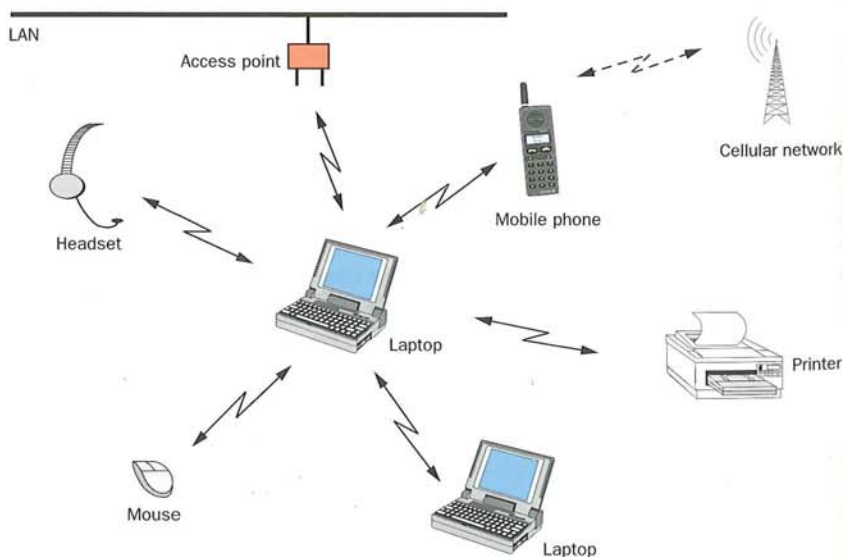 LAN
Access point
Cellular network
Mobile phone
Headset
Laptop
Printer
Mouse
Laptop